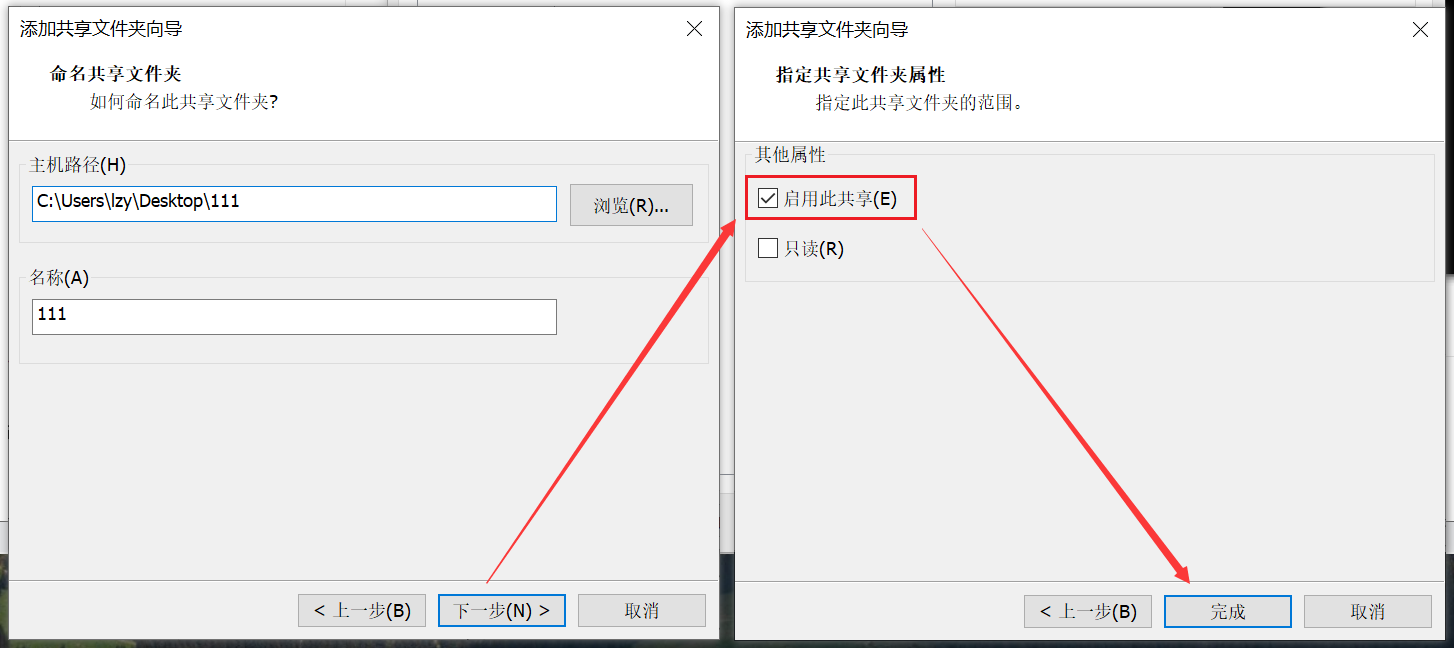 添加共享文件夹向导
命名共享文件夹
如何命名此共享文件夹?
主机路径(H)
C:\Users\lzy\Desktop\111
浏览(R)...
名称(A)
111
< 上一步(B)
下一步(N) >
取消
添加共享文件夹向导
指定共享文件夹属性
指定此共享文件夹的范围。
其他属性
启用此共享(E)
只读(R)
< 上一步(B)
完成
取消